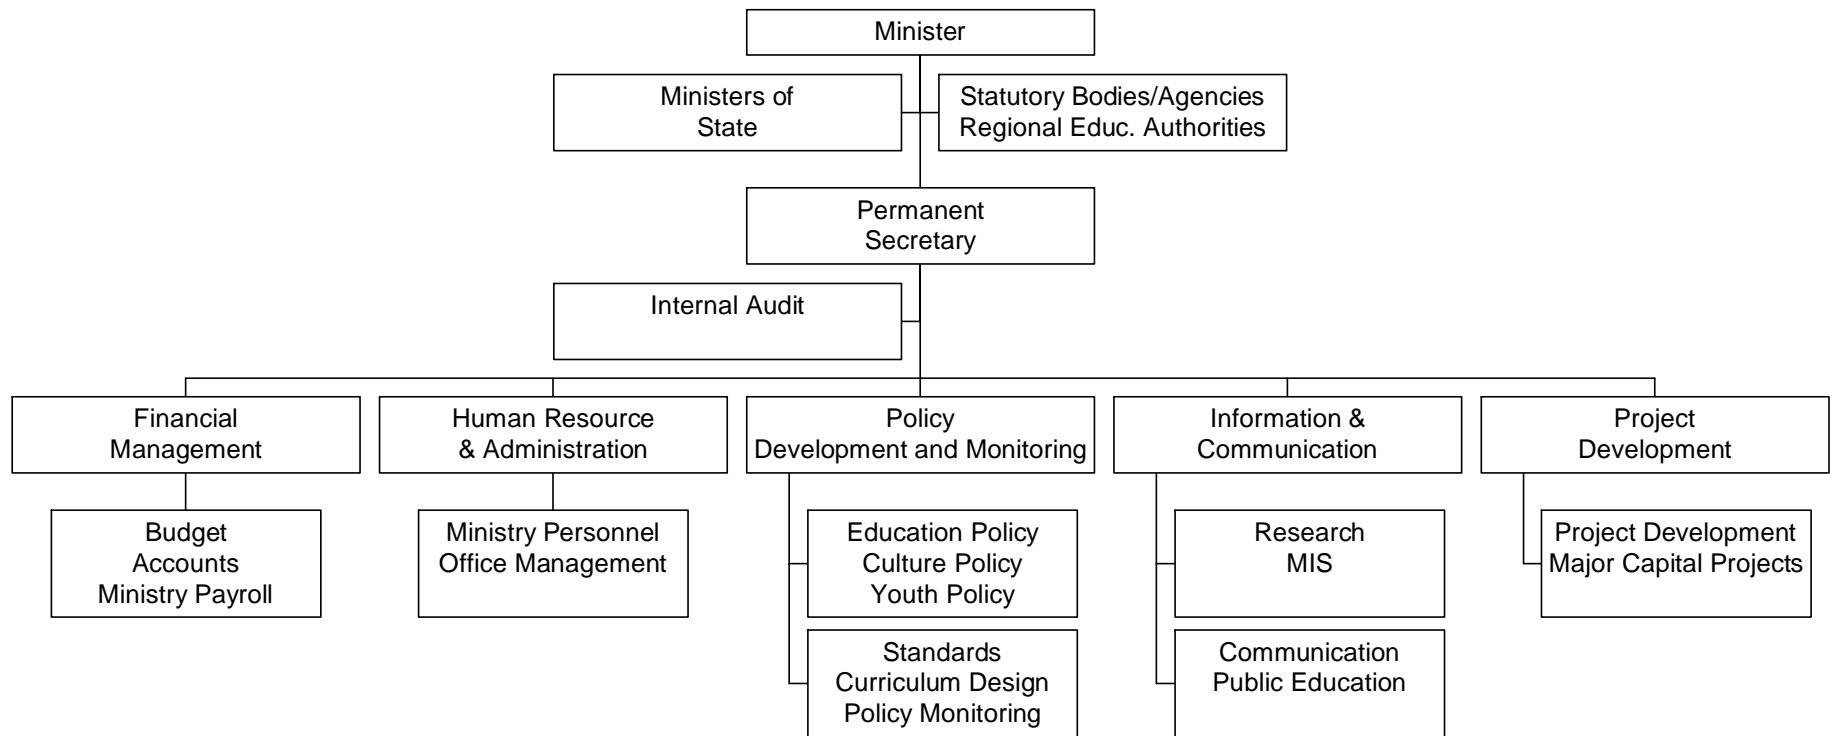 Minister
Ministers of
State
Statutory Bodies/Agencies
Regional Educ. Authorities
Permanent
Secretary
Internal Audit
Financial
Management
Human Resource
& Administration
Policy
Development and Monitoring
Information &
Communication
Project
Development
Budget
Accounts
Ministry Payroll
Ministry Personnel
Office Management
Education Policy
Culture Policy
Youth Policy
Research
MIS
Project Development
Major Capital Projects
Standards
Curriculum Design
Policy Monitoring
Communication
Public Education